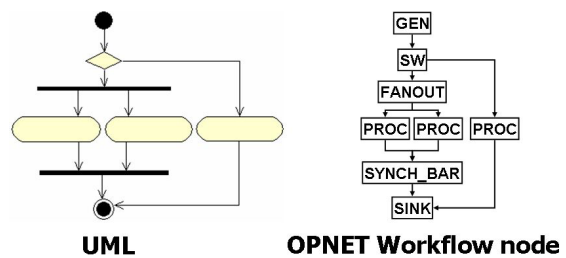 GEN
SW
FANOUT
PROC PROC PROC
SYNCH_BAR
SINK
UML OPNET Workflow node